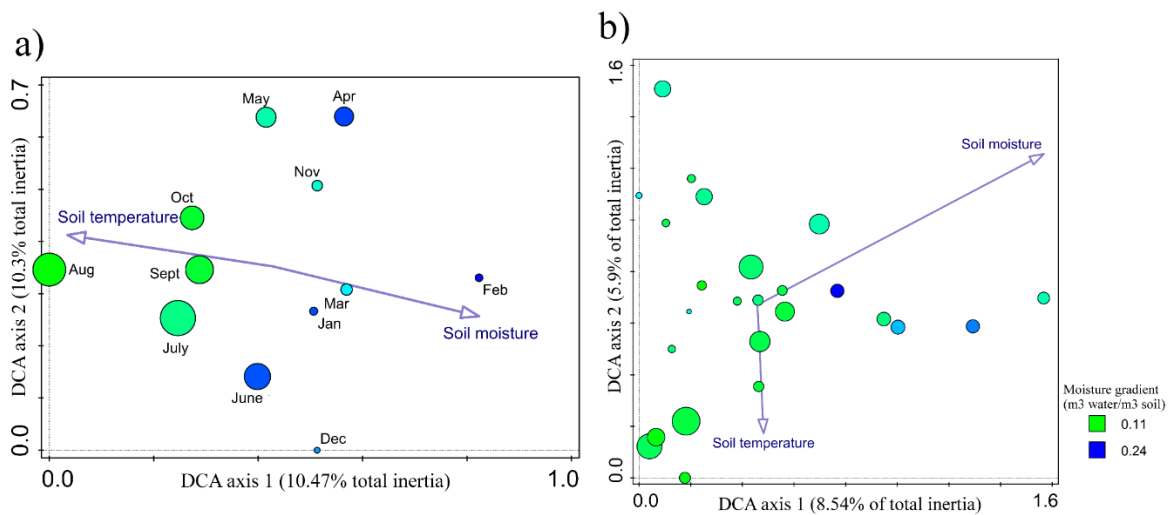 a)
0.7
May
Apr
Nov
Oct
Soil temperature
Aug
Sept
Feb
Mar
Jan
Soil moisture
July
June
Dec
DCA axis 2 (10.3% total inertia)
0.0
0.0
DCA axis 1 (10.47% total inertia)
1.0
b)
1.6
Soil moisture
DCA axis 2 (5.9% of total inertia)
Soil temperature
0.0
0.0
DCA axis 1 (8.54% of total inertia)
1.6
Moisture gradient
(m3 water/m3 soil)
0.11
0.24